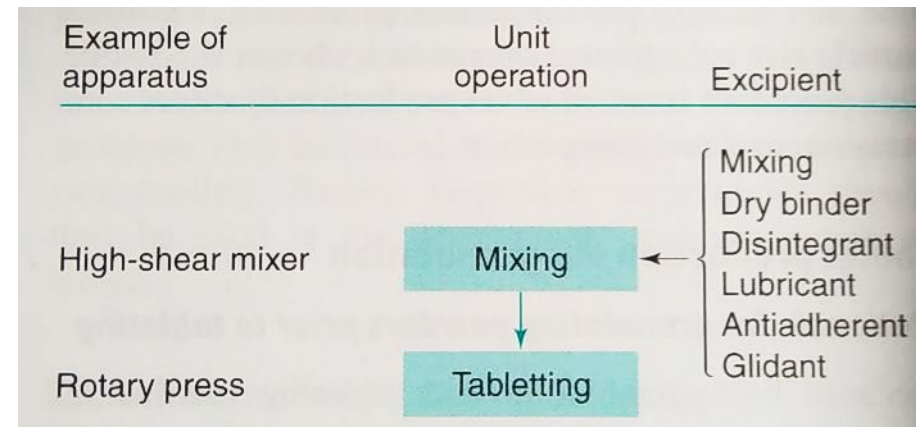 Example of
apparatus
Unit
operation
Excipient
Mixing
Dry binder
Disintegrant
Lubricant
Antiadherent
Glidant
High-shear mixer
Mixing
Rotary press
Tabletting